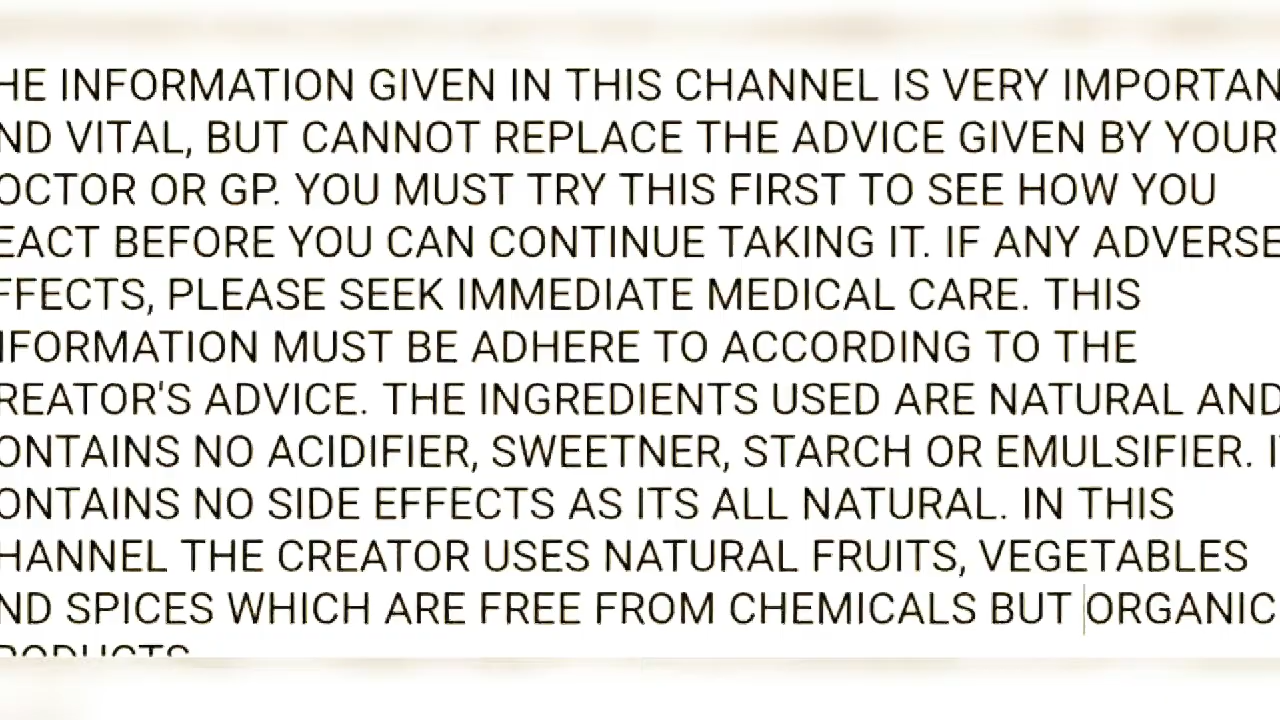 HE INFORMATION GIVEN IN THIS CHANNEL IS VERY IMPORTAN
ND VITAL, BUT CANNOT REPLACE THE ADVICE GIVEN BY YOUR
OCTOR OR GP. YOU MUST TRY THIS FIRST TO SEE HOW YOU
EACT BEFORE YOU CAN CONTINUE TAKING IT. IF ANY ADVERSE
FFECTS, PLEASE SEEK IMMEDIATE MEDICAL CARE. THIS
NFORMATION MUST BE ADHERE TO ACCORDING TO THE
REATOR'S ADVICE. THE INGREDIENTS USED ARE NATURAL AND
ONTAINS NO ACIDIFIER, SWEETNER, STARCH OR EMULSIFIER. IT
ONTAINS NO SIDE EFFECTS AS ITS ALL NATURAL. IN THIS
HANNEL THE CREATOR USES NATURAL FRUITS, VEGETABLES
ND SPICES WHICH ARE FREE FROM CHEMICALS BUT ORGANIC
RODUCTS